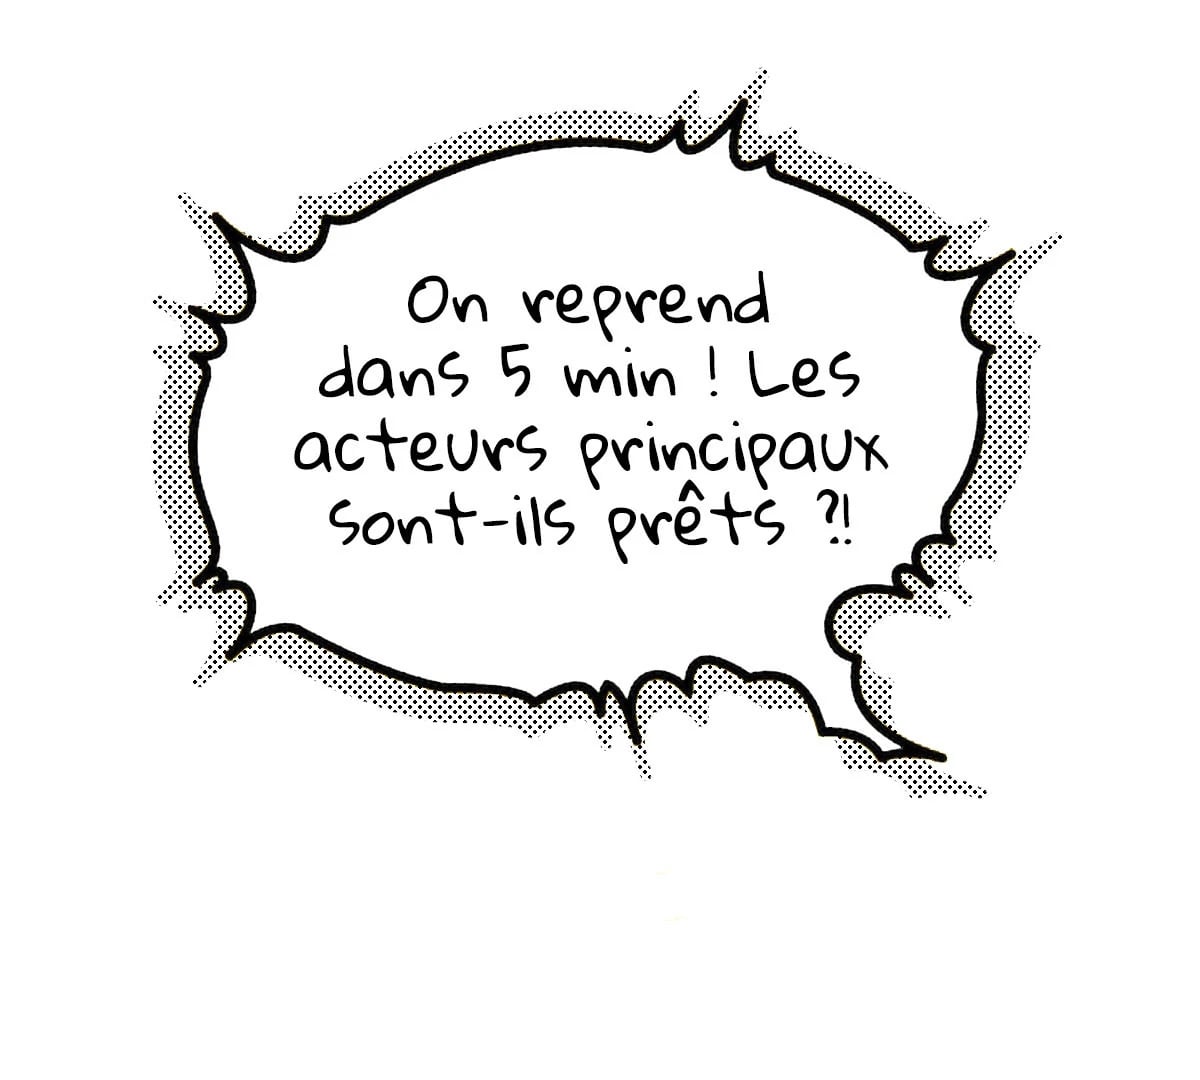 On reprend
dans 5 min ! Les
acteurs principaux
sont-ils prêts ?!